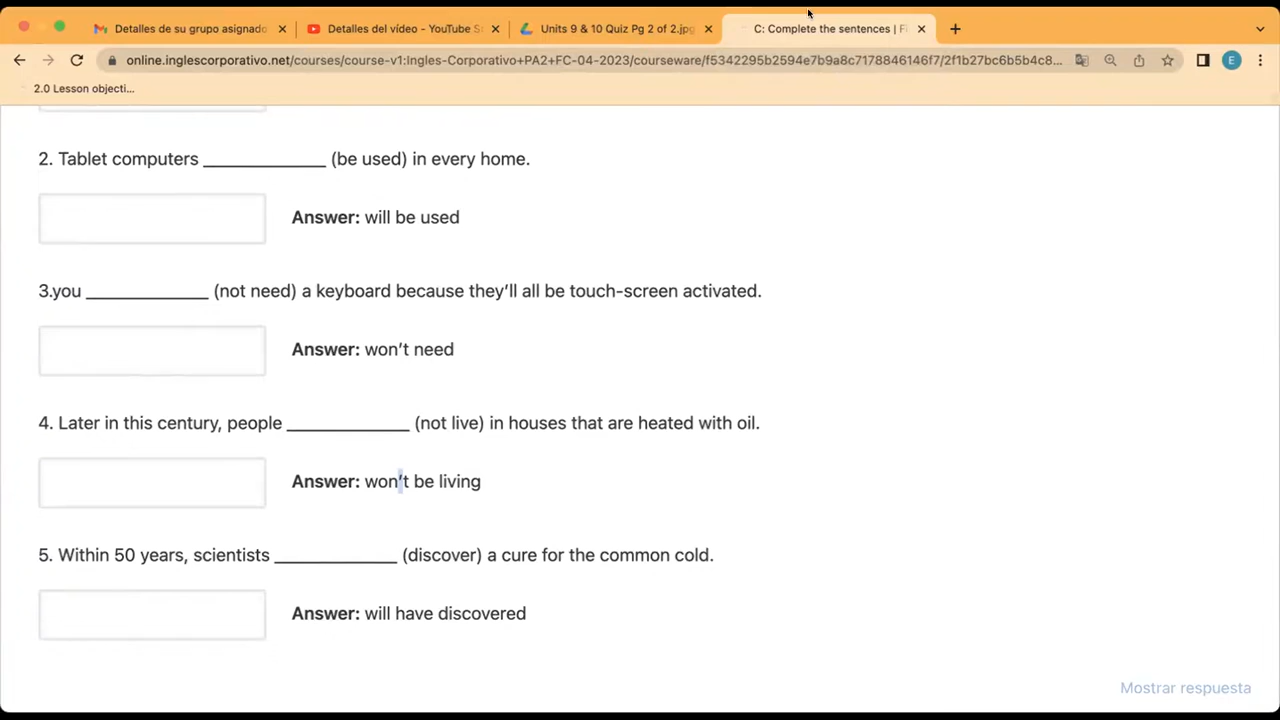 Detalles de su grupo asignado
Detalles del vídeo - YouTube S
Units 9 & 10 Quiz Pg 2 of 2.jpg
C: Complete the sentences | F
online.inglescorporativo.net/courses/course-v1:Ingles-Corporativo+PA2+FC-04-2023/courseware/f5342295b2594e7b9a8c7178846146f7/2f1b27bc6b5b4c8...
E
2.0 Lesson objecti...
2. Tablet computers _____________ (be used) in every home.
Answer: will be used
3.you _____________ (not need) a keyboard because they’ll all be touch-screen activated.
Answer: won’t need
4. Later in this century, people _____________ (not live) in houses that are heated with oil.
Answer: won’t be living
5. Within 50 years, scientists _____________ (discover) a cure for the common cold.
Answer: will have discovered
Mostrar respuesta